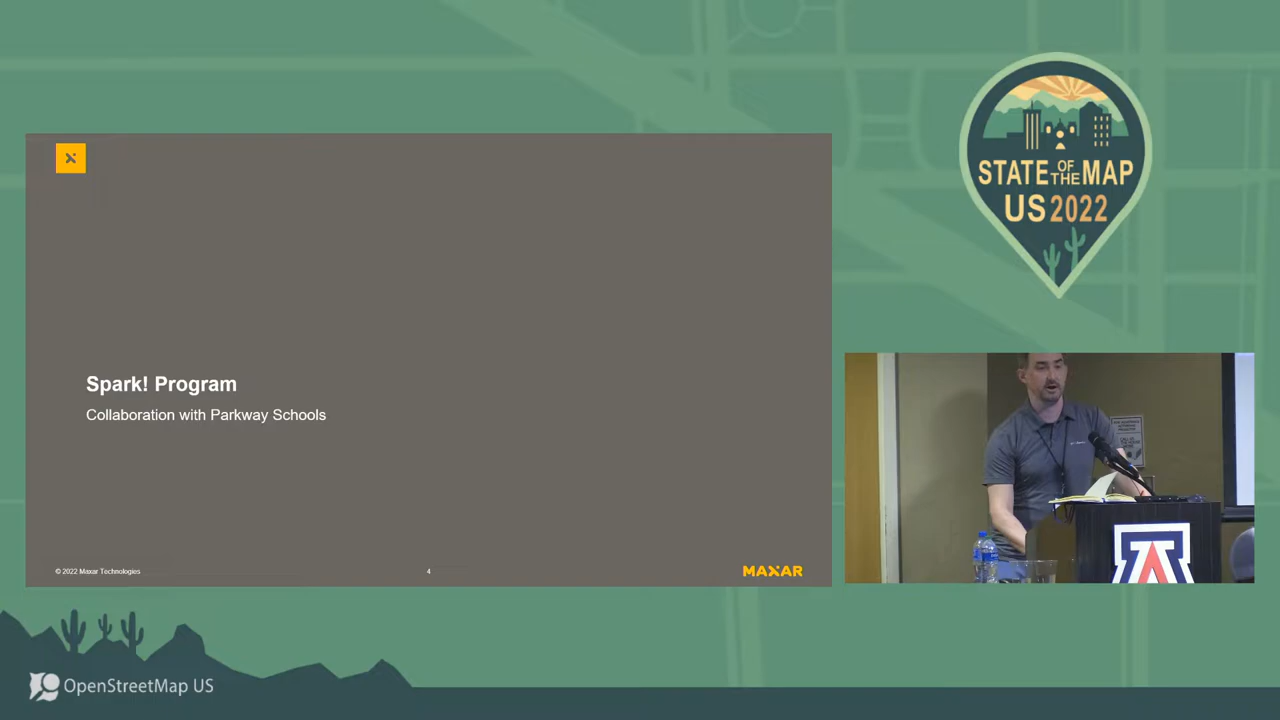 STATE OF THE MAP
US 2022
Spark! Program
Collaboration with Parkway Schools
© 2022 Maxar Technologies
4
MAXAR
A
OpenStreetMap US